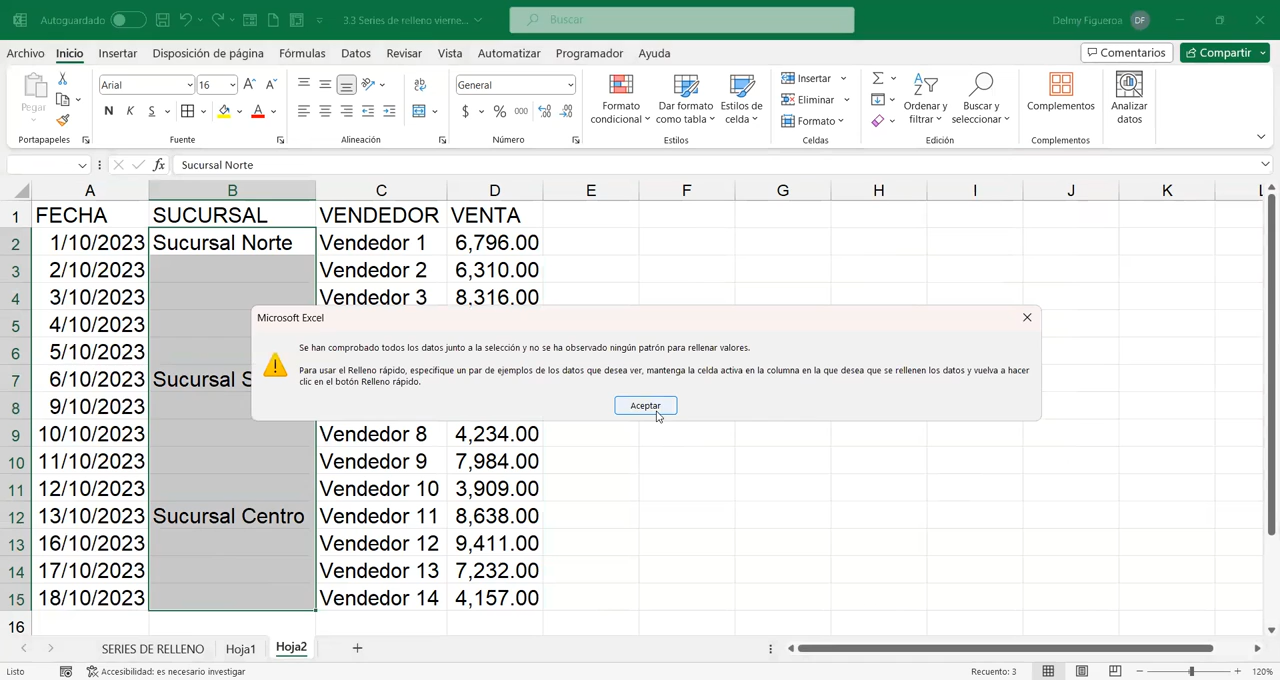 Autoguardado
3.3 Series de relleno vierne...
Buscar
Delmy Figueroa
DF
Archivo Inicio Insertar Disposición de página Fórmulas Datos Revisar Vista Automatizar Programador Ayuda
Comentarios
Compartir
Pegar
Portapapeles
Arial
16
N K S
Fuente
Alineación
General
$ % 000
Número
Formato condicional
Dar formato como tabla
Estilos de celda
Estilos
Insertar
Eliminar
Formato
Celdas
Ordenar y filtrar
Buscar y seleccionar
Edición
Complementos
Complementos
Analizar datos
fx
Sucursal Norte
A B C D E F G H I J K L
1 FECHA SUCURSAL VENDEDOR VENTA
2 1/10/2023 Sucursal Norte Vendedor 1 6,796.00
3 2/10/2023 Vendedor 2 6,310.00
4 3/10/2023 Vendedor 3 8,316.00
5 4/10/2023
6 5/10/2023
7 6/10/2023 Sucursal S
8 9/10/2023
9 10/10/2023 Vendedor 8 4,234.00
10 11/10/2023 Vendedor 9 7,984.00
11 12/10/2023 Vendedor 10 3,909.00
12 13/10/2023 Sucursal Centro Vendedor 11 8,638.00
13 16/10/2023 Vendedor 12 9,411.00
14 17/10/2023 Vendedor 13 7,232.00
15 18/10/2023 Vendedor 14 4,157.00
16
Microsoft Excel
Se han comprobado todos los datos junto a la selección y no se ha observado ningún patrón para rellenar valores.
Para usar el Relleno rápido, especifique un par de ejemplos de los datos que desea ver, mantenga la celda activa en la columna en la que desea que se rellenen los datos y vuelva a hacer
clic en el botón Relleno rápido.
Aceptar
SERIES DE RELLENO Hoja1 Hoja2
Listo
Accesibilidad: es necesario investigar
Recuento: 3
120%